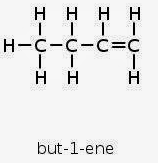 H H H H
H-C-C-C=C
H H H
but-1-ene